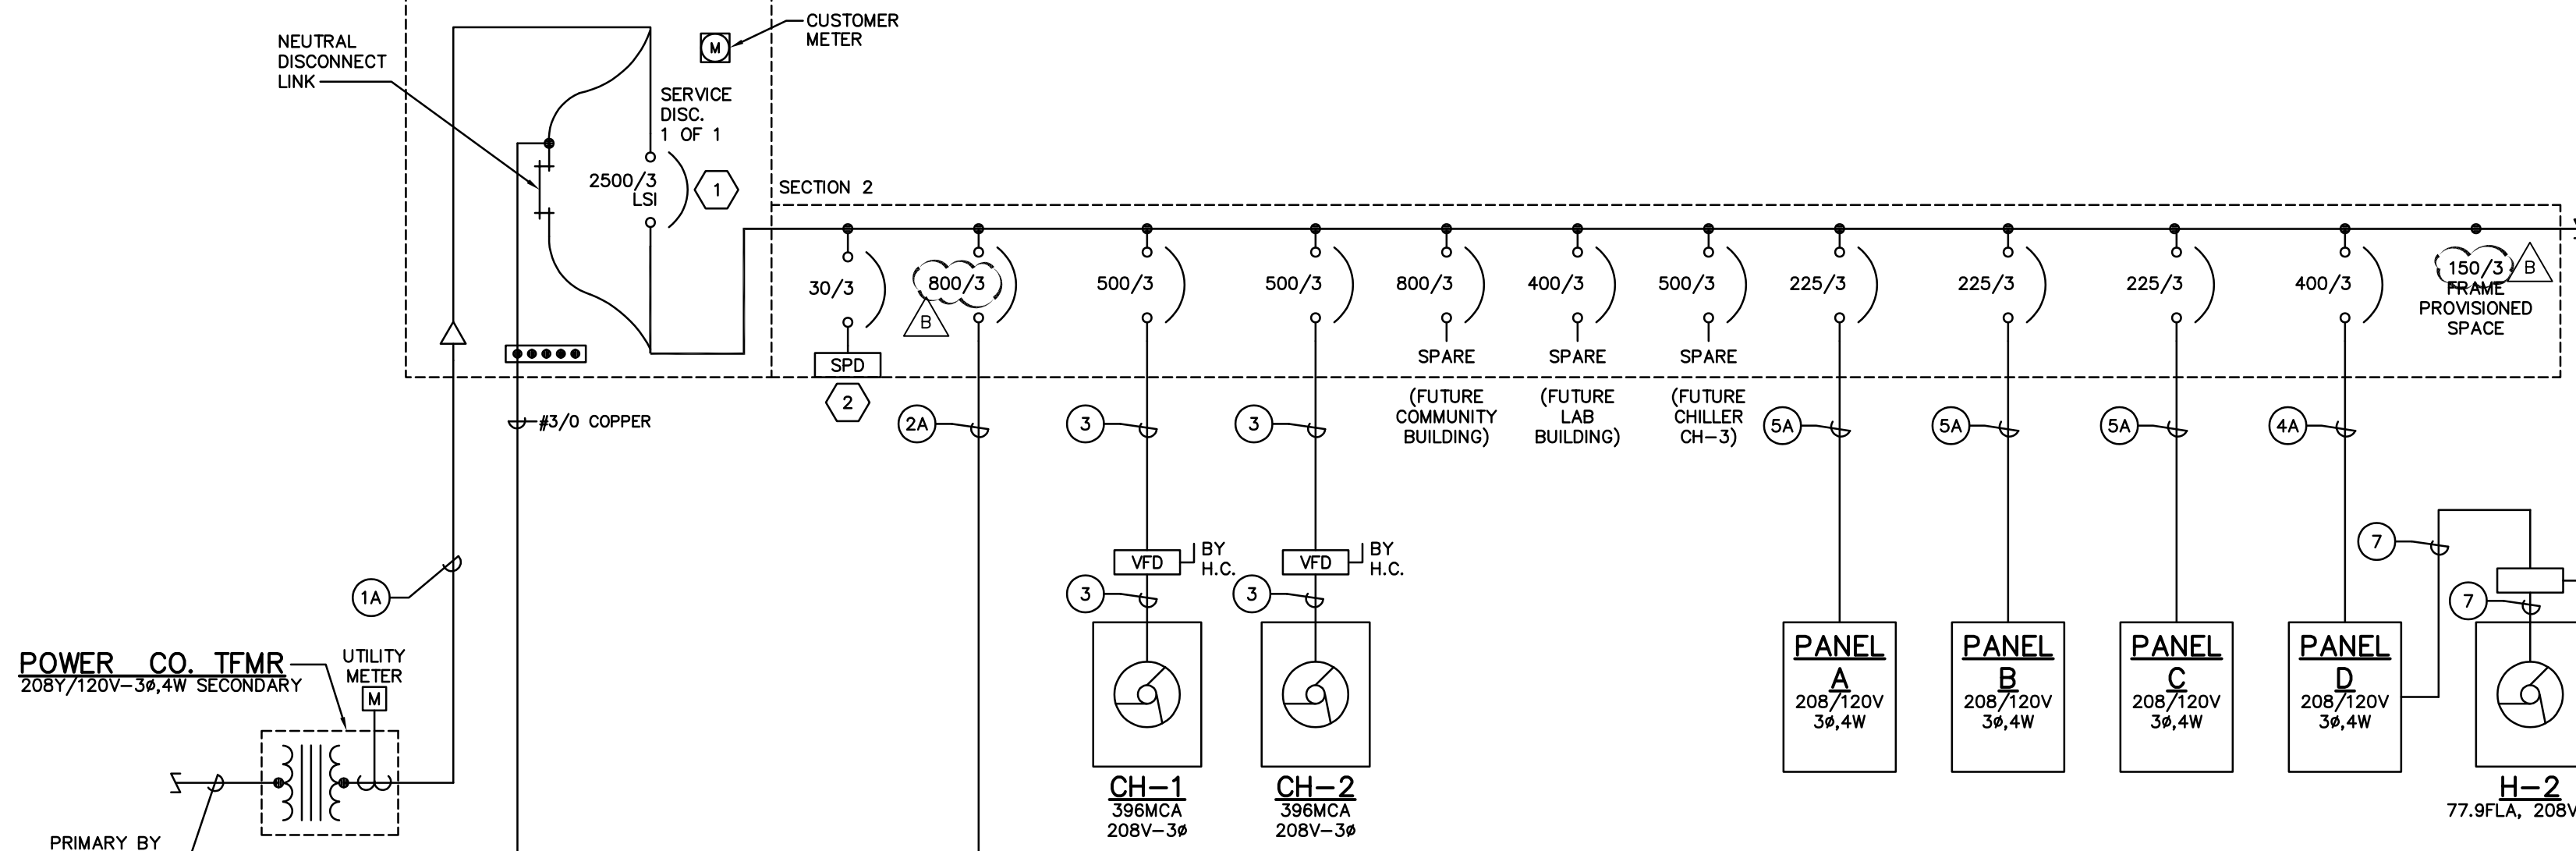 CUSTOMER
METER
M
NEUTRAL
DISCONNECT
LINK
SERVICE
DISC.
1 OF 1
2500/3
LSI
1
SECTION 2
30/3
800/3
B
500/3
500/3
800/3
400/3
500/3
225/3
225/3
225/3
400/3
150/3
B
FRAME
PROVISIONED
SPACE
SPD
2
SPARE
(FUTURE
COMMUNITY
BUILDING)
SPARE
(FUTURE
LAB
BUILDING)
SPARE
(FUTURE
CHILLER
CH-3)
#3/0 COPPER
2A
3
3
5A
5A
5A
4A
VFD
BY
H.C.
VFD
BY
H.C.
3
3
7
7
1A
POWER CO. TFMR
208Y/120V-3ø,4W SECONDARY
UTILITY
METER
M
PRIMARY BY
CH-1
396MCA
208V-3ø
CH-2
396MCA
208V-3ø
PANEL
A
208/120V
3ø,4W
PANEL
B
208/120V
3ø,4W
PANEL
C
208/120V
3ø,4W
PANEL
D
208/120V
3ø,4W
H-2
77.9FLA, 208V